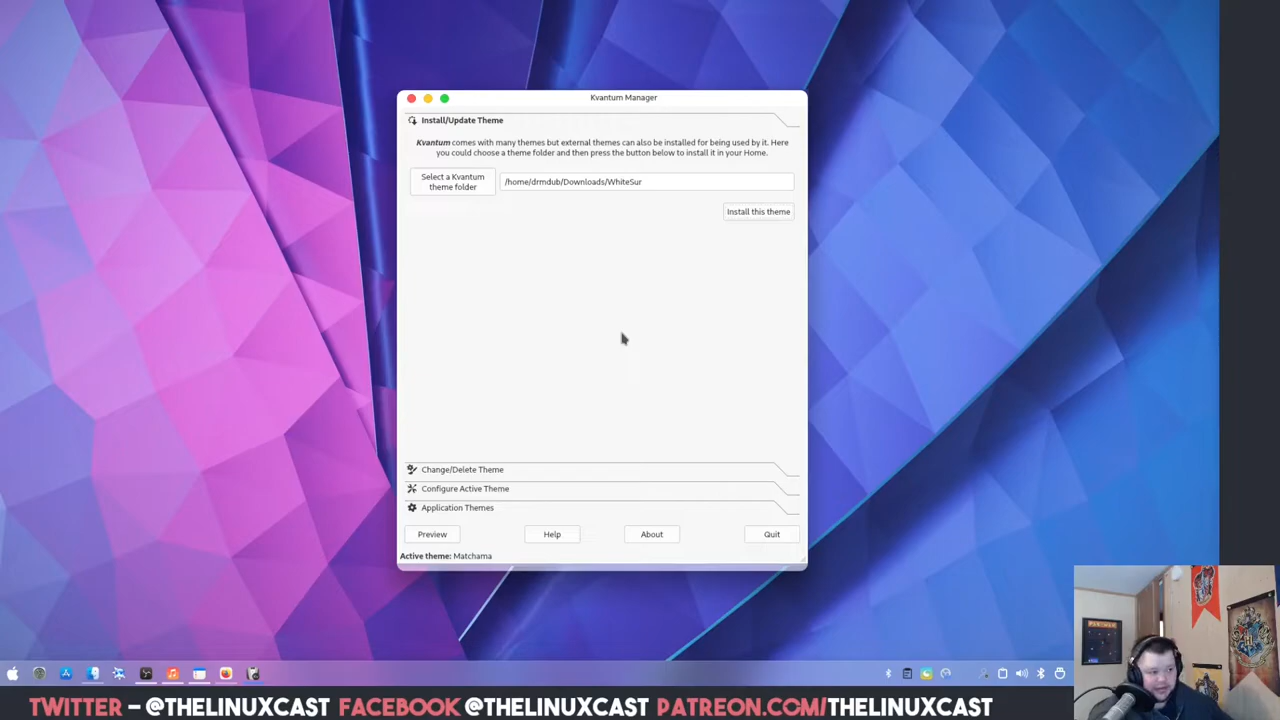 Kvantum Manager
Install/Update Theme
Kvantum comes with many themes but external themes can also be installed for being used by it. Here
you could choose a theme folder and then press the button below to install it in your Home.
Select a Kvantum
theme folder
/home/drmdub/Downloads/WhiteSur
Install this theme
Change/Delete Theme
Configure Active Theme
Application Themes
Preview
Help
About
Quit
Active theme: Matchama
TWITTER - @THELINUXCAST FACEBOOK @THELINUXCAST PATREON.COM/THELINUXCAST